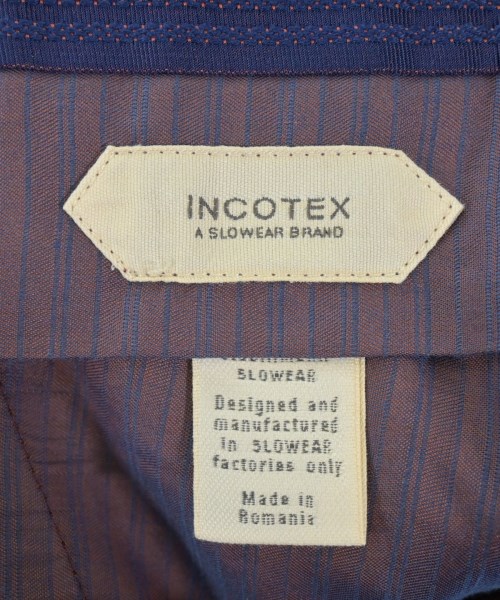 INCOTEX
A SLOWEAR BRAND
SLOWEAR
Designed and
manufactured
in SLOWEAR
factories only
Made in
Romania